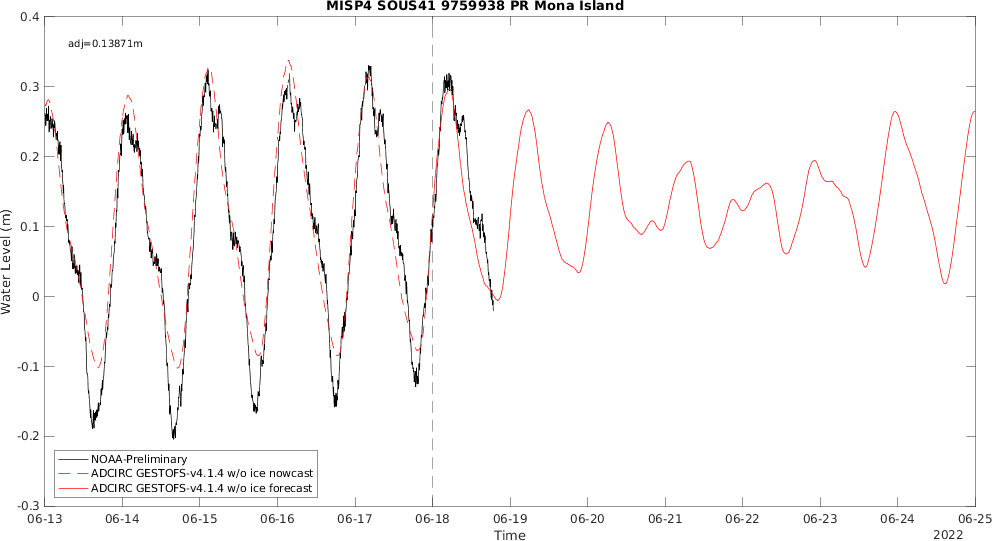 MISP4 SOUS41 9759938 PR Mona Island
adj=0.13871m
0.4
0.3
0.2
0.1
0
-0.1
-0.2
-0.3
Water Level (m)
NOAA-Preliminary
ADCIRC GESTOFS-v4.1.4 w/o ice nowcast
ADCIRC GESTOFS-v4.1.4 w/o ice forecast
06-13 06-14 06-15 06-16 06-17 06-18 06-19 06-20 06-21 06-22 06-23 06-24 06-25
Time
2022